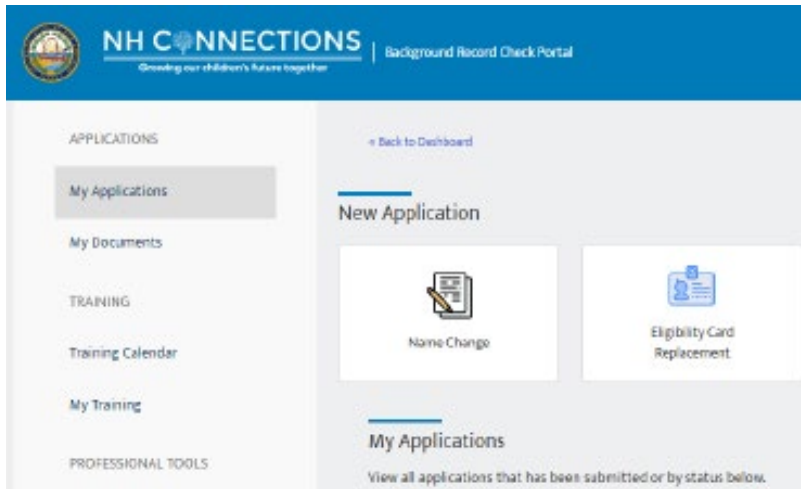 NH CONNECTIONS
Growing our children's future together
Background Record Check Portal
APPLICATIONS
My Applications
My Documents
TRAINING
Training Calendar
My Training
PROFESSIONAL TOOLS
< Back to Dashboard
New Application
Name Change
Eligibility Card
Replacement
My Applications
View all applications that has been submitted or by status below.